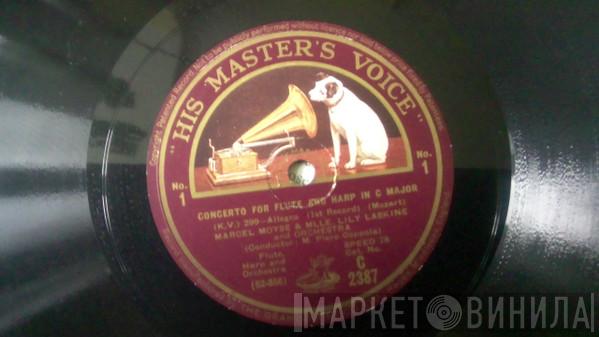 "HIS MASTER'S VOICE"
No. 1
No. 1
CONCERTO FOR FLUTE AND HARP IN C MAJOR
(K.V.) 299 - Allegro (1st Record) (Mozart)
MARCEL MOYSE & MLLE. LILY LASKINE
and ORCHESTRA
(Conductor: M. Piero Coppola)
Flute,
Harp and
Orchestra
SPEED 78
Cat. No.
C
2387
(52-856)
МАРКЕТ ВИНИЛА